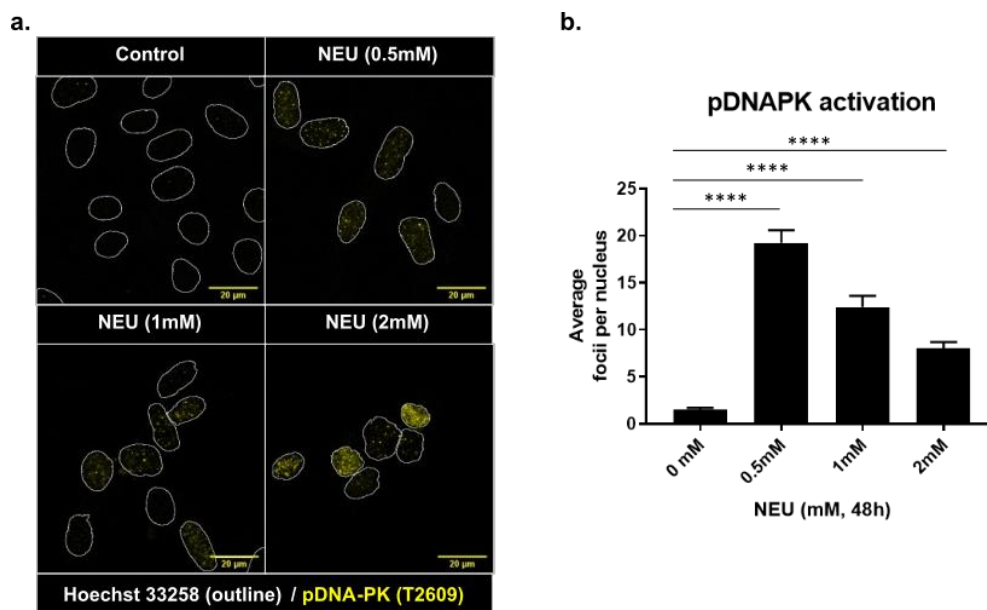 a.
Control
NEU (0.5mM)
20 µm
20 µm
NEU (1mM)
NEU (2mM)
20 µm
20 µm
Hoechst 33258 (outline) / pDNA-PK (T2609)
b.
pDNAPK activation
****
****
****
Average
focii per nucleus
25
20
15
10
5
0
0 mM
0.5mM
1mM
2mM
NEU (mM, 48h)